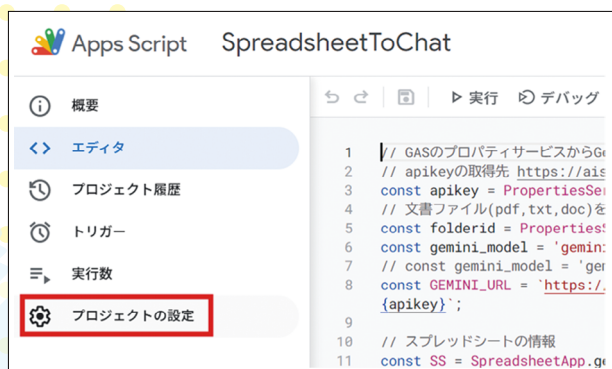 Apps Script SpreadsheetToChat
概要
エディタ
プロジェクト履歴
トリガー
実行数
プロジェクトの設定
実行 デバッグ
1 // GASのプロパティサービスからGe
2 // apikeyの取得先 https://ais
3 const apikey = PropertiesSer
4 // 文書ファイル(pdf,txt,doc)を
5 const folderid = PropertiesS
6 const gemini_model = 'gemin
7 // const gemini_model = 'gem
8 const GEMINI_URL = `https:/
{apikey}`;
9
10 // スプレッドシートの情報
11 const SS = SpreadsheetApp.ge